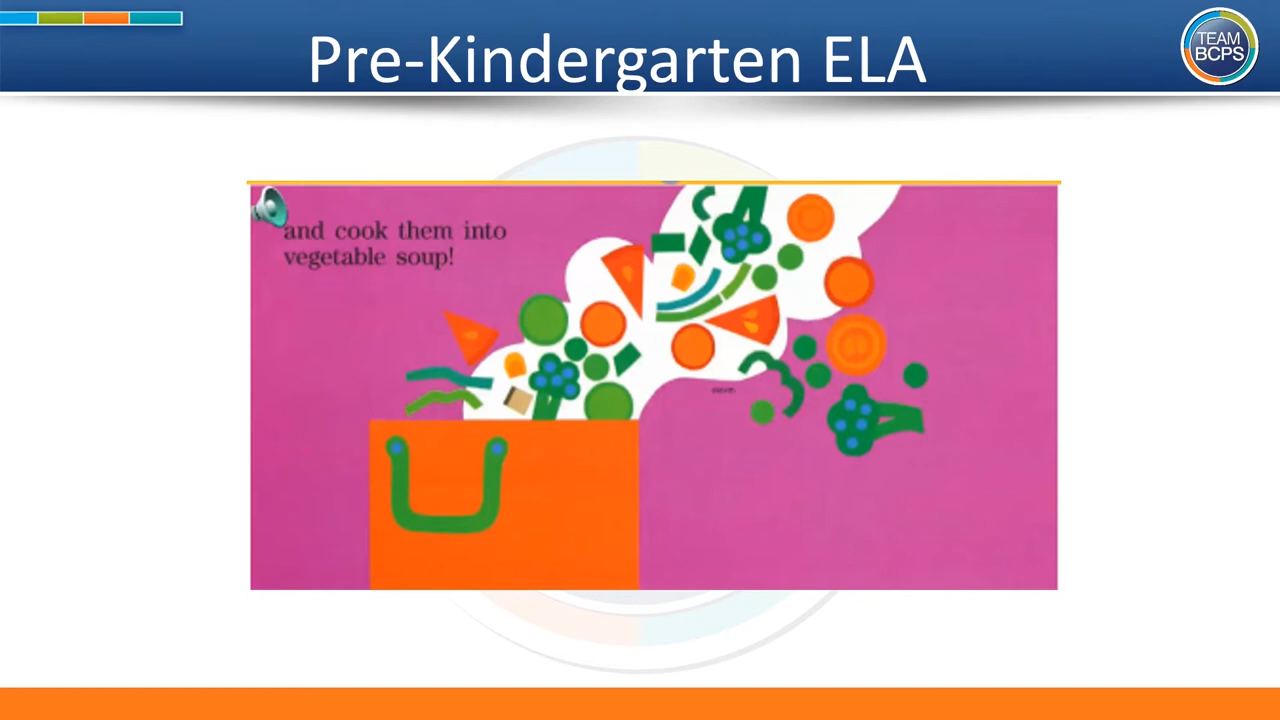 Pre-Kindergarten ELA
TEAM
BCPS
and cook them into
vegetable soup!